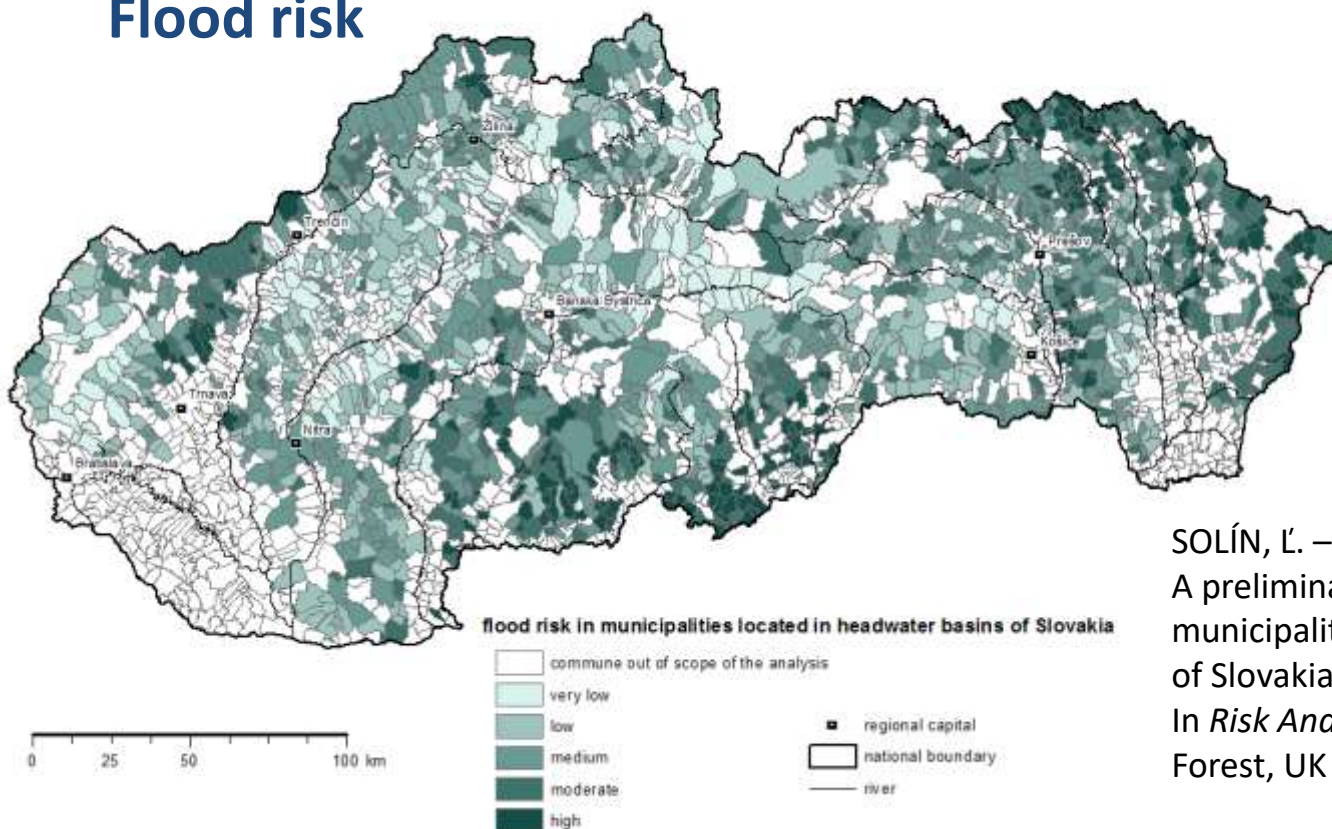 Flood risk
Žilina
Trenčín
Prešov
Banská Bystrica
Košice
Trnava
Nitra
Bratislava
SOLÍN, Ľ. –
A prelimina
municipalit
of Slovakia
In Risk And
Forest, UK
flood risk in municipalities located in headwater basins of Slovakia
commune out of scope of the analysis
very low
low
medium
moderate
high
regional capital
national boundary
river
0 25 50 100 km